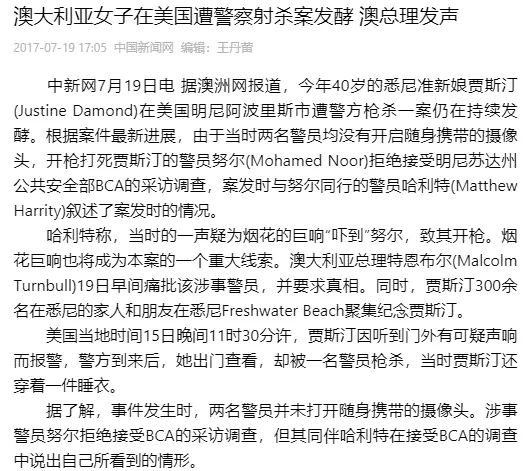 澳大利亚女子在美国遭警察射杀案发酵 澳总理发声
2017-07-19 17:05 中国新闻网 编辑：王丹蕾
中新网7月19日电 据澳洲网报道，今年40岁的悉尼准新娘贾斯汀
(Justine Damond)在美国明尼阿波里斯市遭警方枪杀一案仍在持续发
酵。根据案件最新进展，由于当时两名警员均没有开启随身携带的摄像
头，开枪打死贾斯汀的警员努尔(Mohamed Noor)拒绝接受明尼苏达州
公共安全部BCA的采访调查，案发时与努尔同行的警员哈利特(Matthew
Harrity)叙述了案发时的情况。
哈利特称，当时的一声疑为烟花的巨响“吓到”努尔，致其开枪。烟
花巨响也将成为本案的一个重大线索。澳大利亚总理特恩布尔(Malcolm
Turnbull)19日早间痛批该涉事警员，并要求真相。同时，贾斯汀300余
名在悉尼的家人和朋友在悉尼Freshwater Beach聚集纪念贾斯汀。
美国当地时间15日晚间11时30分许，贾斯汀因听到门外有可疑声响
而报警，警方到来后，她出门查看，却被一名警员枪杀，当时贾斯汀还
穿着一件睡衣。
据了解，事件发生时，两名警员并未打开随身携带的摄像头。涉事
警员努尔拒绝接受BCA的采访调查，但其同伴哈利特在接受BCA的调查
中说出自己所看到的情形。